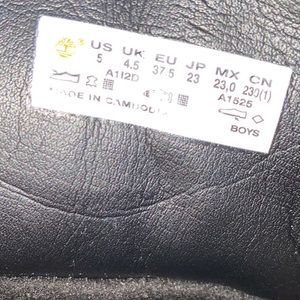 US UK EU JP MX CN
5 4.5 37.5 23 23,0 230(1)
A1I2D A1525
MADE IN CAMBODIA
BOYS